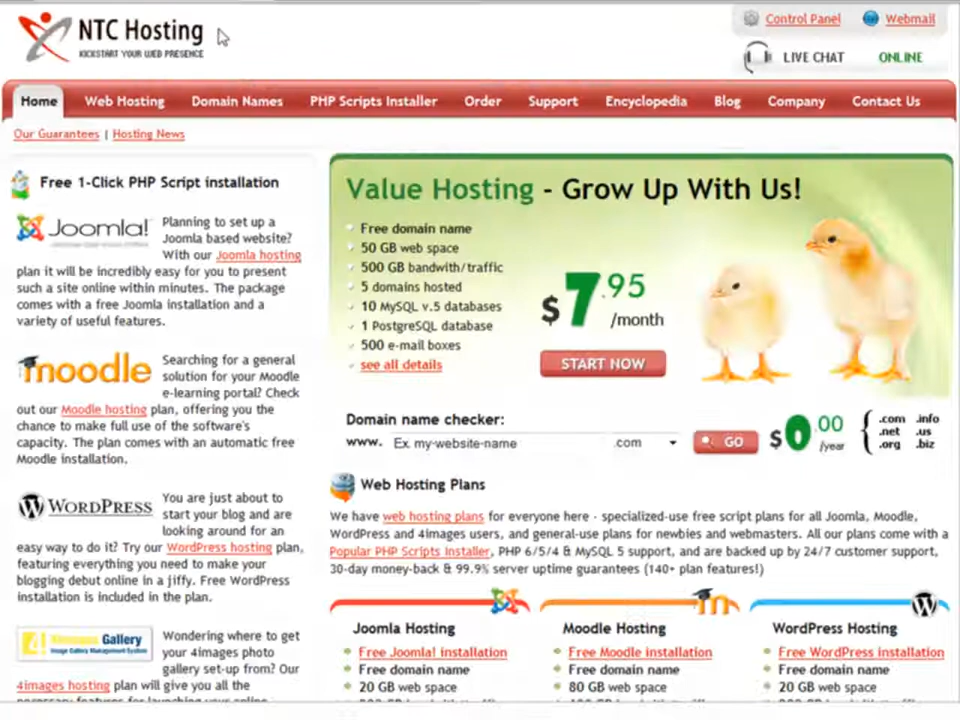 NTC Hosting
KICKSTART YOUR WEB PRESENCE
Control Panel
Webmail
LIVE CHAT ONLINE
Home Web Hosting Domain Names PHP Scripts Installer Order Support Encyclopedia Blog Company Contact Us
Our Guarantees | Hosting News
Free 1-Click PHP Script installation
Joomla!
Planning to set up a
Joomla based website?
With our Joomla hosting
plan it will be incredibly easy for you to present
such a site online within minutes. The package
comes with a free Joomla installation and a
variety of useful features.
moodle
Searching for a general
solution for your Moodle
e-learning portal? Check
out our Moodle hosting plan, offering you the
chance to make full use of the software's
capacity. The plan comes with an automatic free
Moodle installation.
WORDPRESS
You are just about to
start your blog and are
looking around for an
easy way to do it? Try our WordPress hosting plan,
featuring everything you need to make your
blogging debut online in a jiffy. Free WordPress
installation is included in the plan.
4images Gallery
Image Gallery Management System
Wondering where to get
your 4images photo
gallery set-up from? Our
4images hosting plan will give you all the
necessary features for launching your online
Value Hosting - Grow Up With Us!
Free domain name
50 GB web space
500 GB bandwith/traffic
5 domains hosted
10 MySQL v.5 databases
1 PostgreSQL database
500 e-mail boxes
see all details
$7.95
/month
START NOW
Domain name checker:
www. Ex. my-website-name .com GO
$0.00
/year
.com .info
.net .us
.org .biz
Web Hosting Plans
We have web hosting plans for everyone here - specialized-use free script plans for all Joomla, Moodle,
WordPress and 4images users, and general-use plans for newbies and webmasters. All our plans come with a
Popular PHP Scripts Installer, PHP 6/5/4 & MySQL 5 support, and are backed up by 24/7 customer support,
30-day money-back & 99.9% server uptime guarantees (140+ plan features!)
Joomla Hosting
Free Joomla! installation
Free domain name
20 GB web space
Moodle Hosting
Free Moodle installation
Free domain name
80 GB web space
WordPress Hosting
Free WordPress installation
Free domain name
20 GB web space